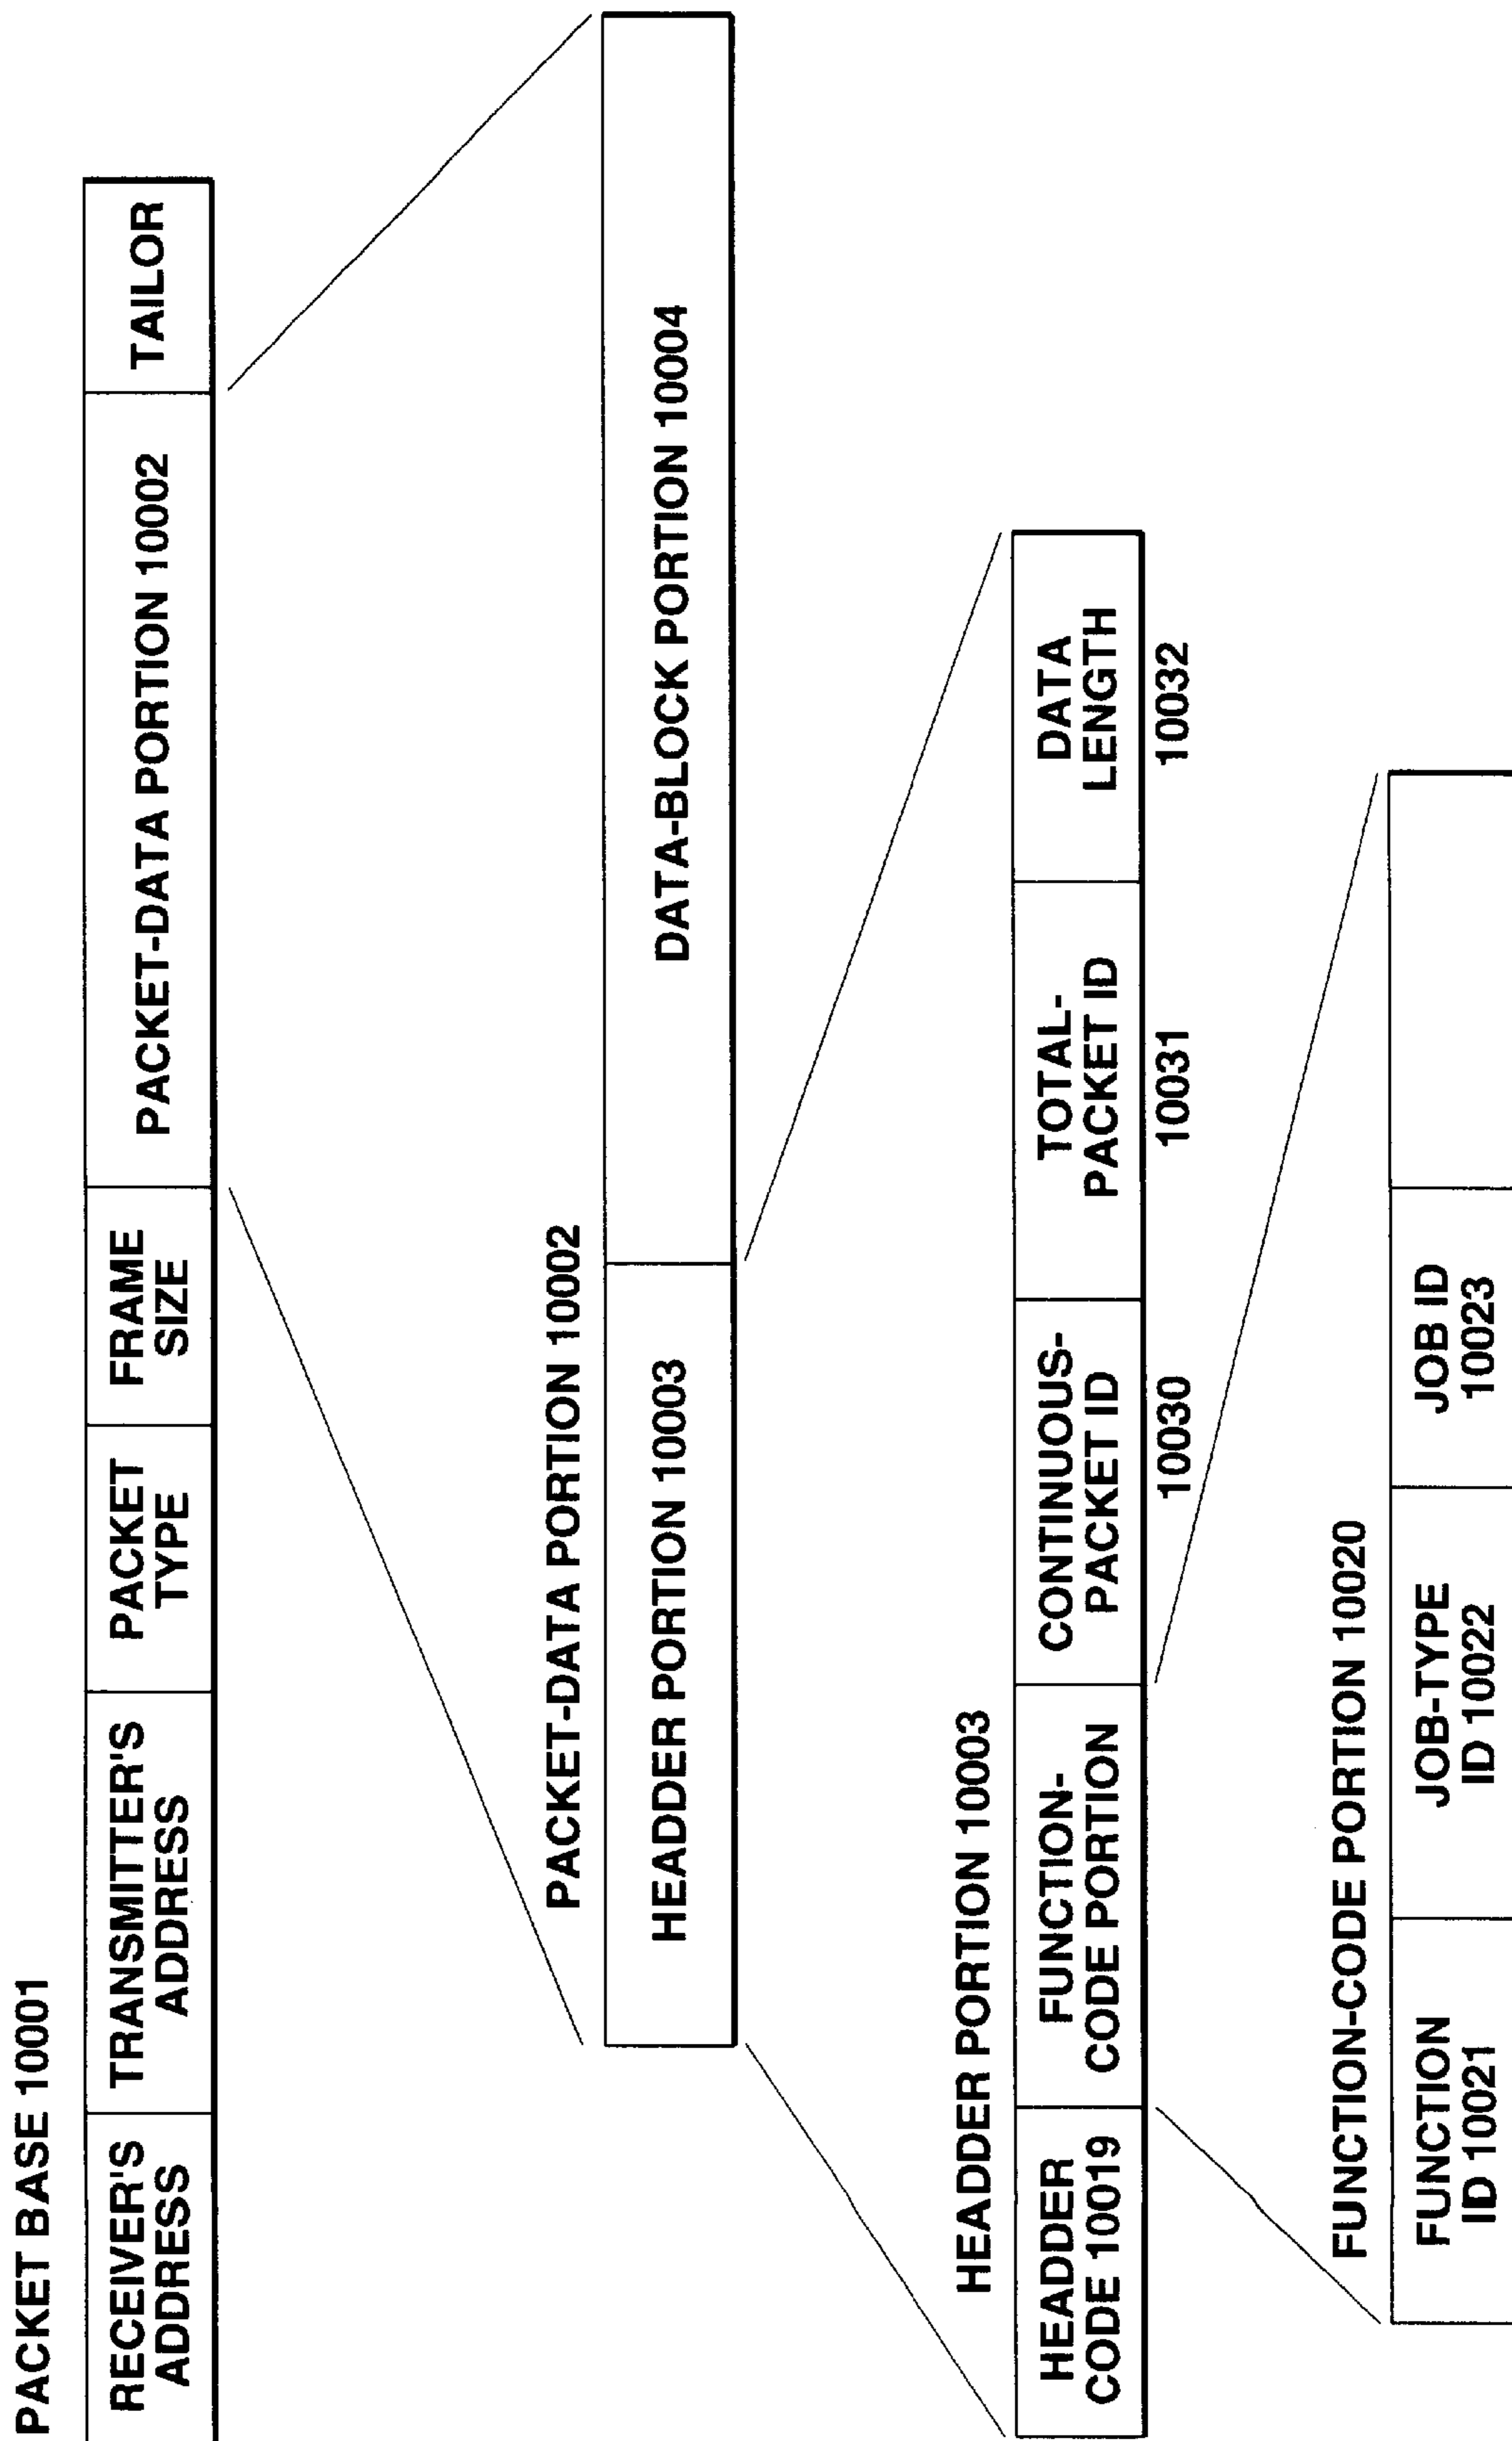 PACKET BASE 10001
RECEIVER'S
ADDRESS
TRANSMITTER'S
ADDRESS
PACKET
TYPE
FRAME
SIZE
PACKET-DATA PORTION 10002
TAILOR
PACKET-DATA PORTION 10002
HEADDER PORTION 10003
DATA-BLOCK PORTION 10004
HEADDER PORTION 10003
HEADDER
CODE 10019
FUNCTION-
CODE PORTION
CONTINUOUS-
PACKET ID
TOTAL-
PACKET ID
DATA
LENGTH
10030
10031
10032
FUNCTION-CODE PORTION 10020
FUNCTION
ID 10021
JOB-TYPE
ID 10022
JOB ID
10023